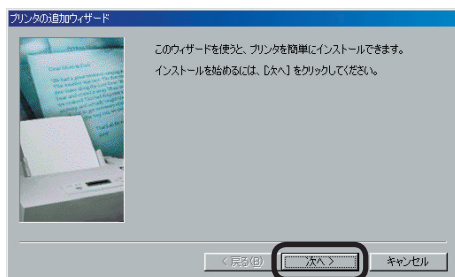 プリンタの追加ウィザード
このウィザードを使うと、プリンタを簡単にインストールできます。
インストールを始めるには、[次へ] をクリックしてください。
< 戻る(B)
次へ >
キャンセル